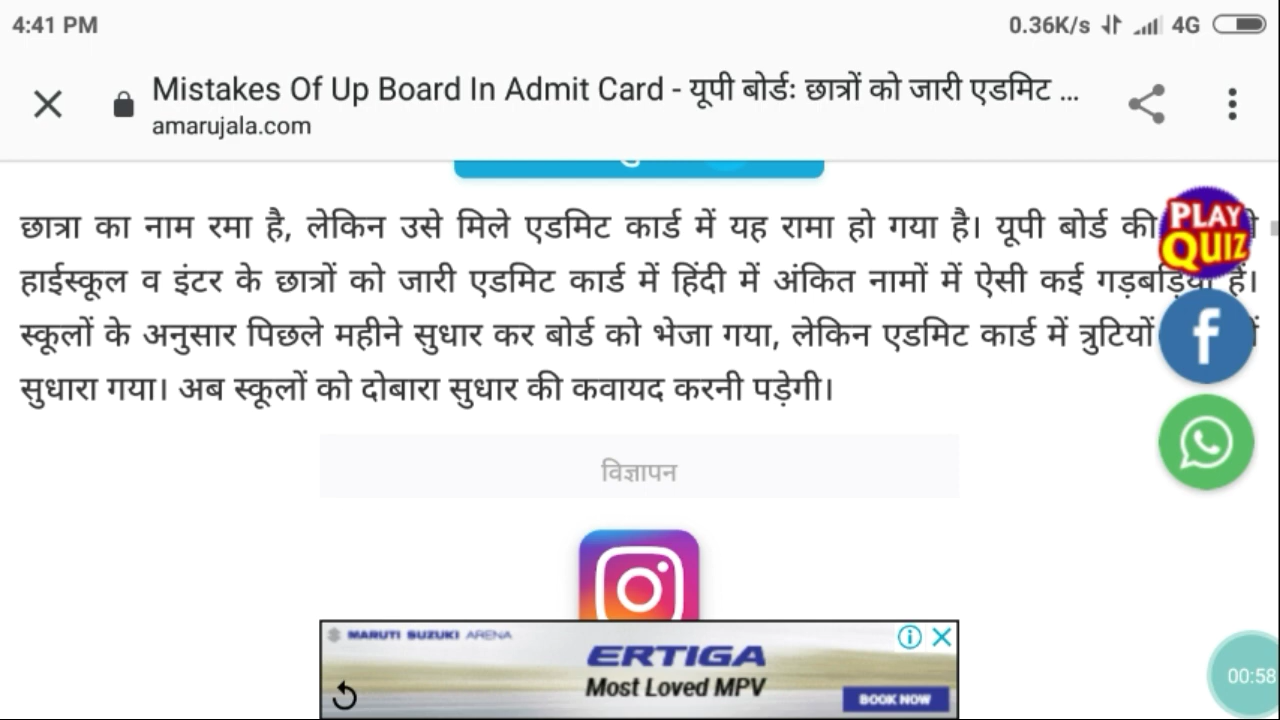 4:41 PM
0.36K/s 4G
Mistakes Of Up Board In Admit Card - यूपी बोर्डः छात्रों को जारी एडमिट ...
amarujala.com
छात्रा का नाम रमा है, लेकिन उसे मिले एडमिट कार्ड में यह रामा हो गया है। यूपी बोर्ड की
हाईस्कूल व इंटर के छात्रों को जारी एडमिट कार्ड में हिंदी में अंकित नामों में ऐसी कई गड़बड़ियां हैं।
स्कूलों के अनुसार पिछले महीने सुधार कर बोर्ड को भेजा गया, लेकिन एडमिट कार्ड में त्रुटियों
सुधारा गया। अब स्कूलों को दोबारा सुधार की कवायद करनी पड़ेगी।
PLAY
QUIZ
f
विज्ञापन
MARUTI SUZUKI ARENA
ERTIGA
Most Loved MPV
BOOK NOW
00:58